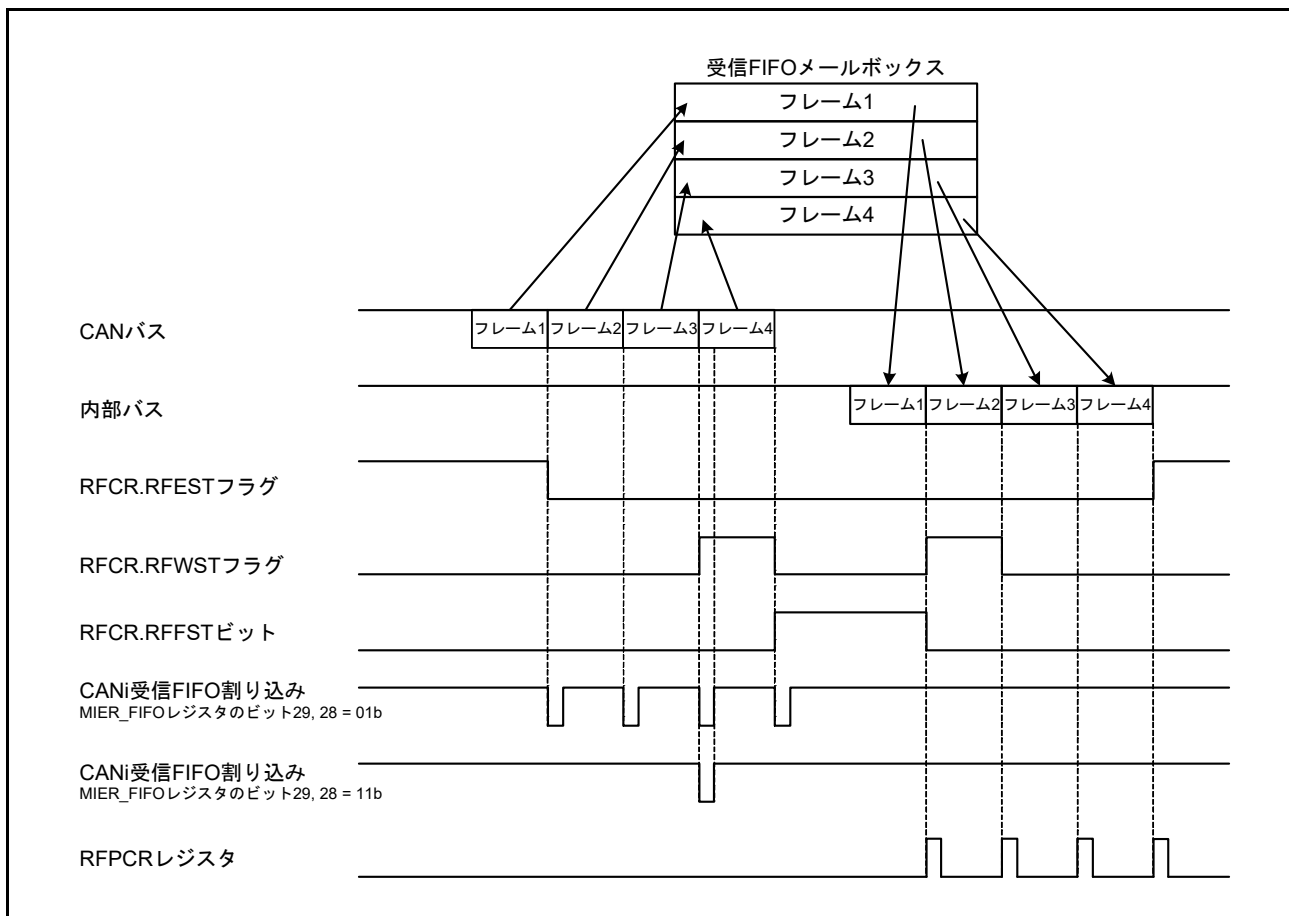 受信FIFOメールボックス
フレーム1
フレーム2
フレーム3
フレーム4
CANバス
フレーム1 フレーム2 フレーム3 フレーム4
内部バス
フレーム1 フレーム2 フレーム3 フレーム4
RFCR.RFESTフラグ
RFCR.RFWSTフラグ
RFCR.RFFSTビット
CANi受信FIFO割り込み
MIER_FIFOレジスタのビット29, 28 = 01b
CANi受信FIFO割り込み
MIER_FIFOレジスタのビット29, 28 = 11b
RFPCRレジスタ